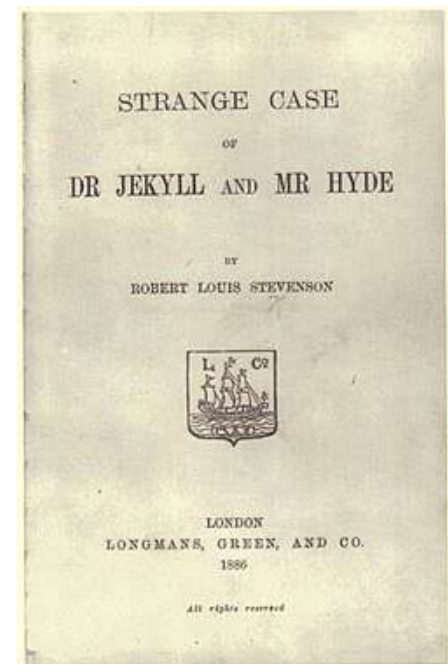 STRANGE CASE
OF
DR JEKYLL AND MR HYDE
BY
ROBERT LOUIS STEVENSON
L Co
LONDON
LONGMANS, GREEN, AND CO.
1886
All rights reserved